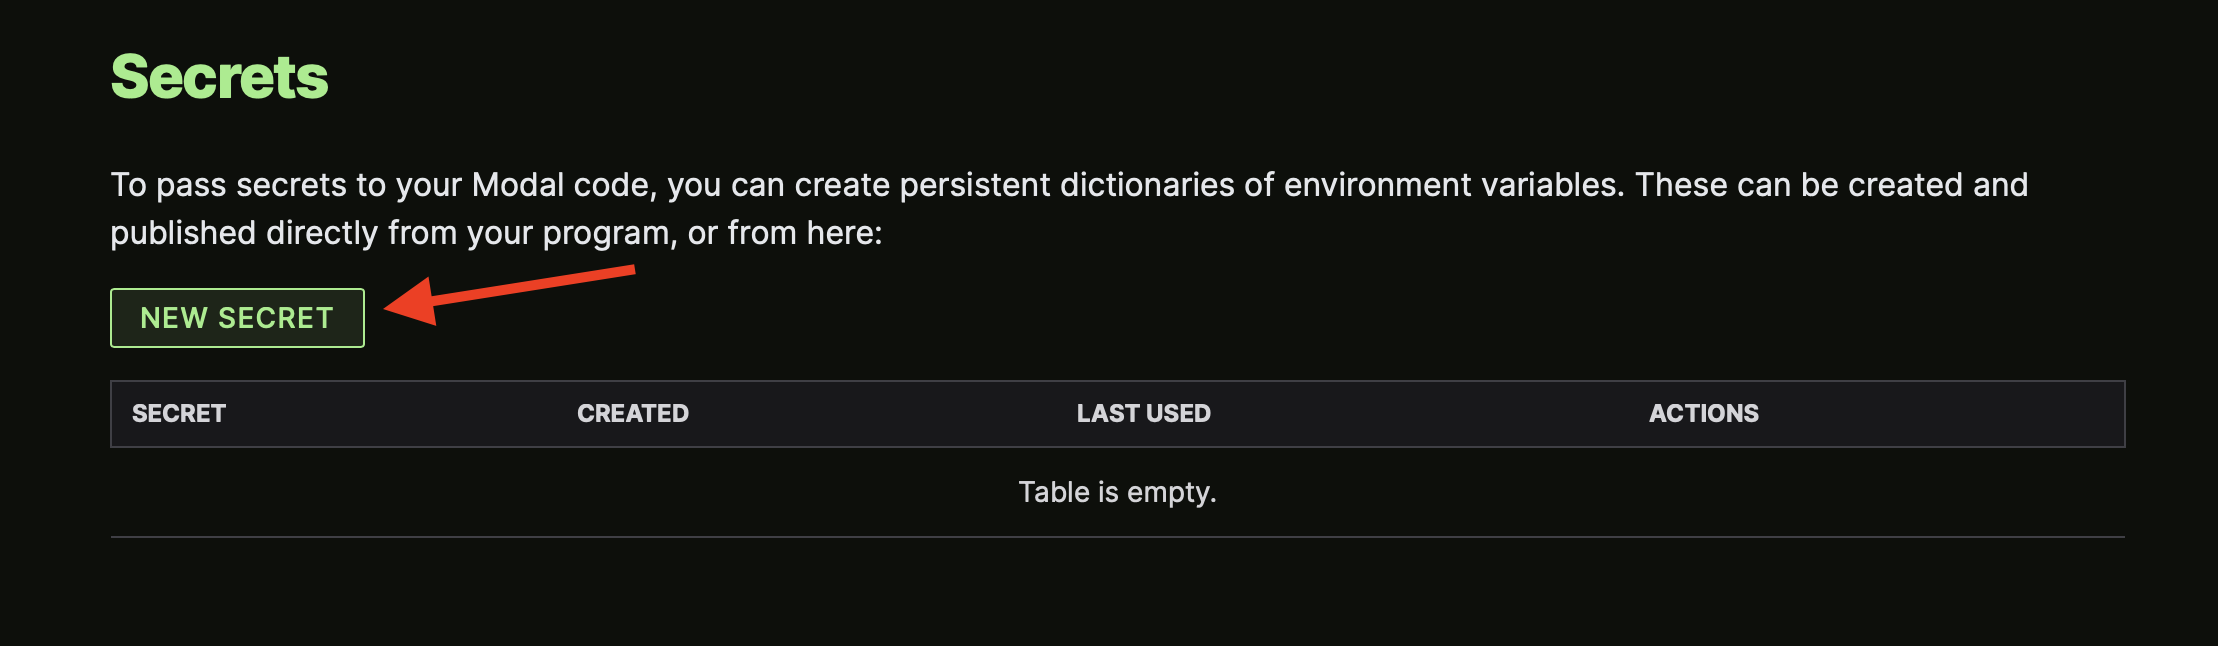 Secrets
To pass secrets to your Modal code, you can create persistent dictionaries of environment variables. These can be created and
published directly from your program, or from here:
NEW SECRET
SECRET CREATED LAST USED ACTIONS
Table is empty.